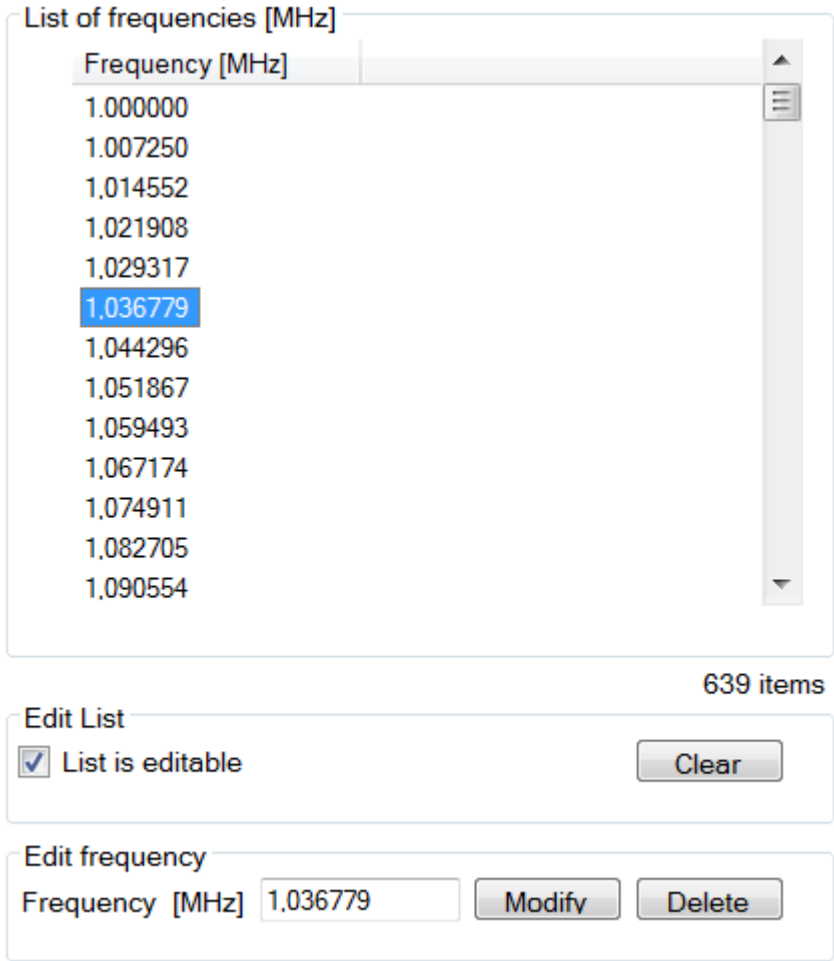 List of frequencies [MHz]
Frequency [MHz]
1.000000
1.007250
1,014552
1,021908
1,029317
1,036779
1,044296
1,051867
1,059493
1,067174
1,074911
1,082705
1,090554
639 items
Edit List
List is editable Clear
Edit frequency
Frequency [MHz] 1,036779 Modify Delete